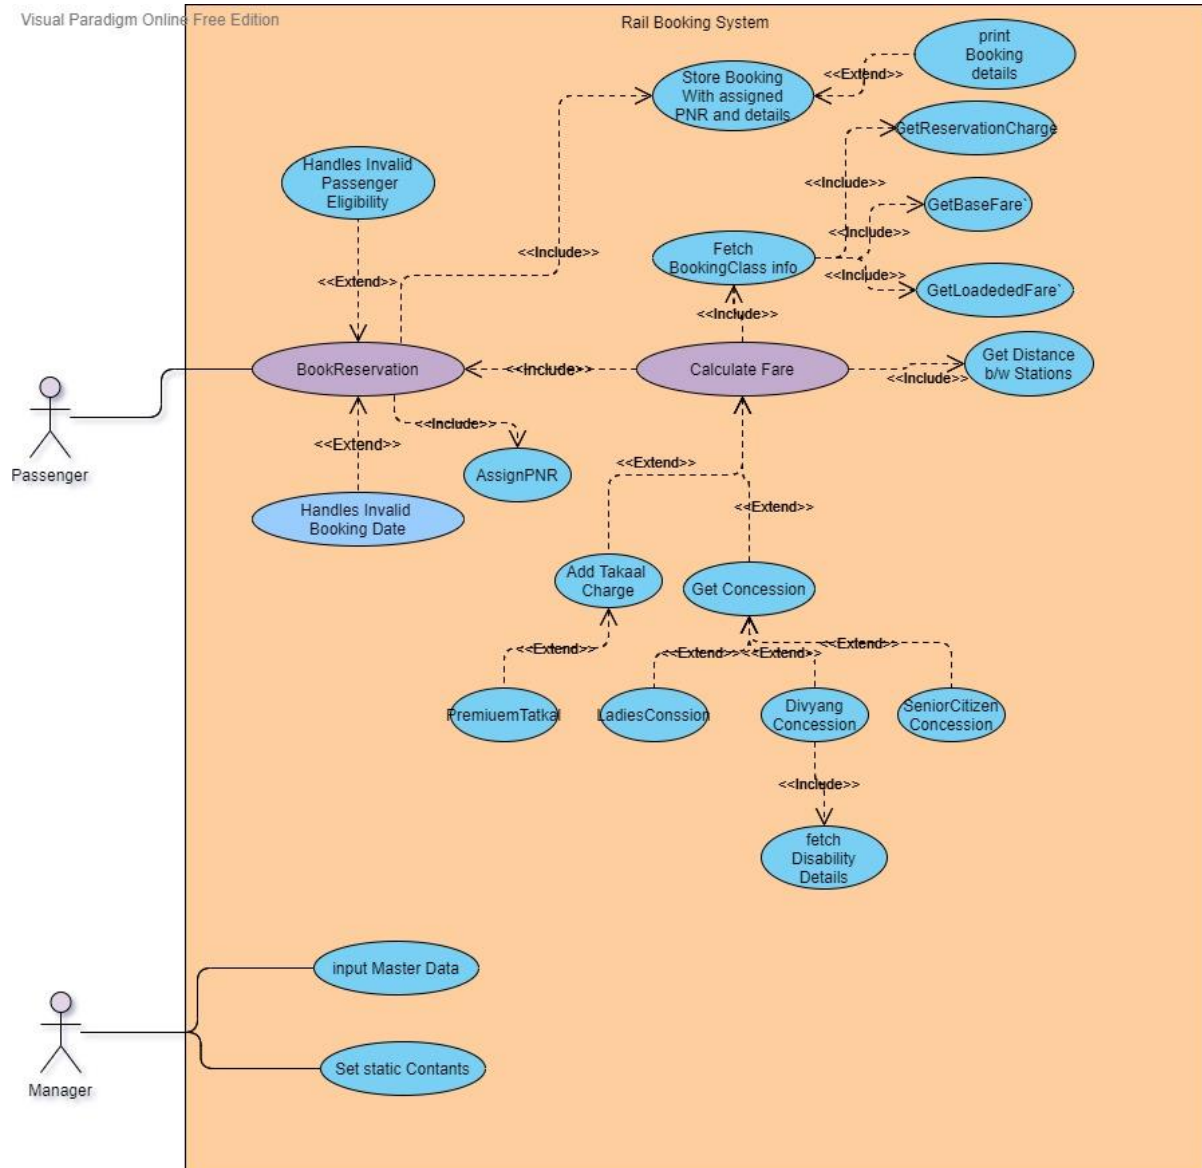 Visual Paradigm Online Free Edition
Rail Booking System
print
Booking
details
<<Extend>>
Store Booking
With assigned
PNR and details
GetReservationCharge
Handles Invalid
Passenger
Eligibility
<<Include>>
GetBaseFare`
<<Include>>
<<Include>>
Fetch
BookingClass info
<<Include>>
<<Extend>>
GetLoadededFare`
<<Include>>
Get Distance
b/w Stations
BookReservation
<<Include>>
Calculate Fare
<<Include>>
<<Include>>
<<Extend>>
Passenger
AssignPNR
<<Extend>>
<<Extend>>
Handles Invalid
Booking Date
Add Takaal
Charge
Get Concession
<<Extend>>
<<Extend>>
<<Extend>>
<<Extend>>
PremiuemTatkal
LadiesConssion
Divyang
Concession
SeniorCitizen
Concession
<<Include>>
fetch
Disability
Details
input Master Data
Set static Contants
Manager